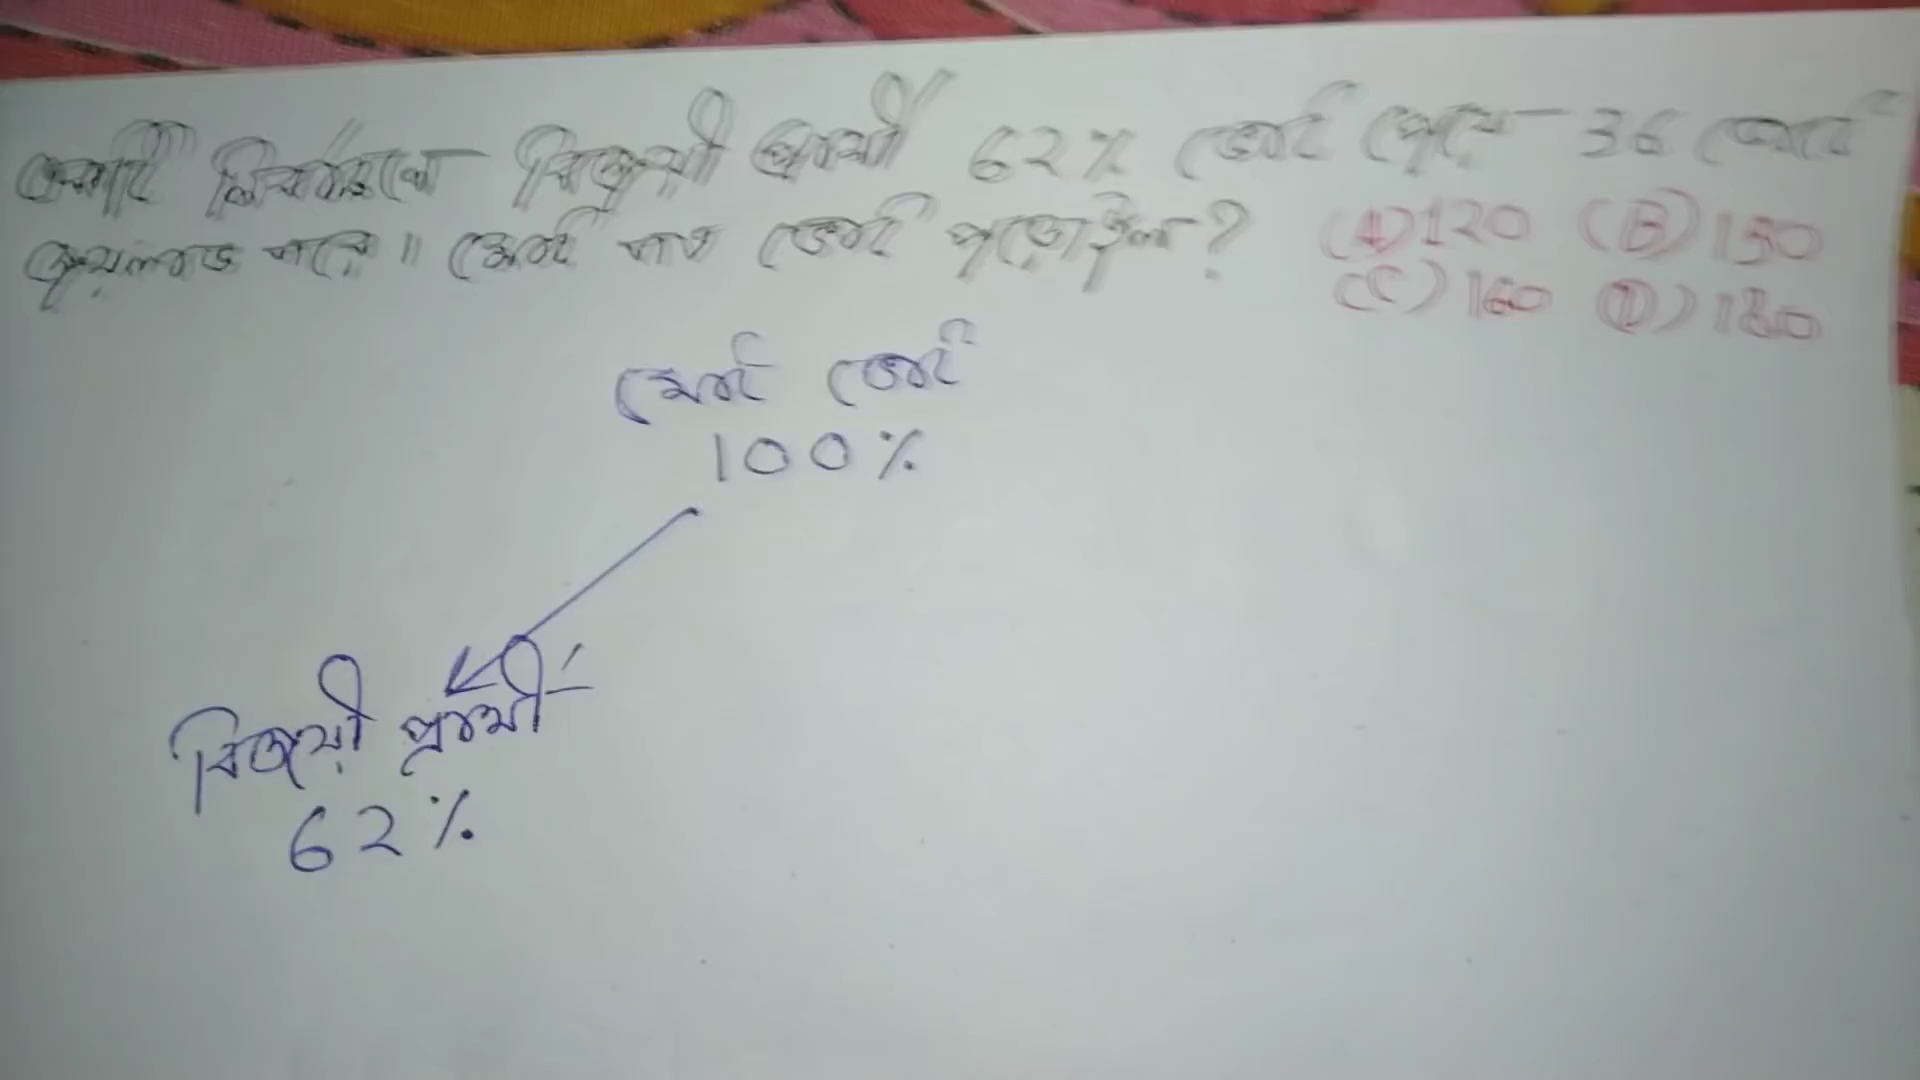 একটি নির্বাচনে বিজয়ী প্রার্থী 62% ভোট পেয়ে 36 ভোটে
জয়লাভ করে। মোট কত ভোট পড়েছিল? (A) 120 (B) 150
(C) 160 (D) 180
মোট ভোট
100%
বিজয়ী প্রার্থী
62%